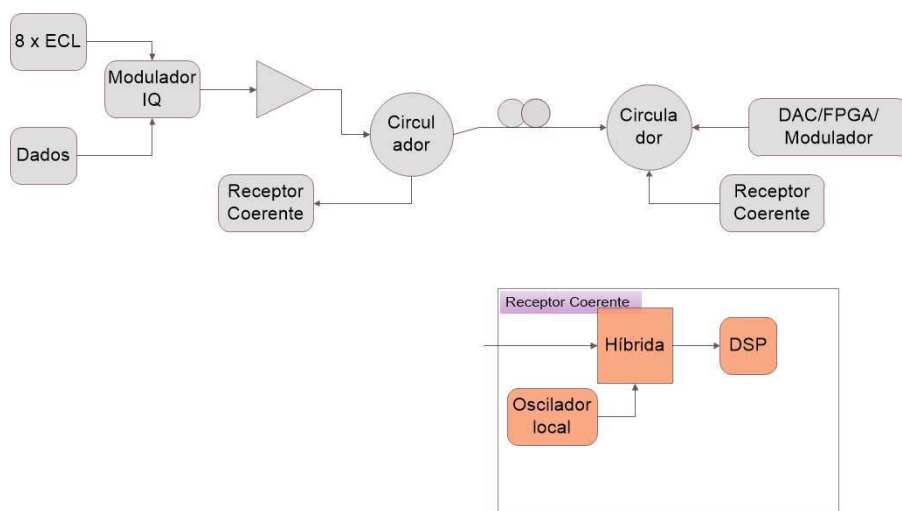 8 x ECL
Modulador
IQ
Dados
Circul
ador
Receptor
Coerente
Circula
dor
DAC/FPGA/
Modulador
Receptor
Coerente
Receptor Coerente
Híbrida
DSP
Oscilador
local